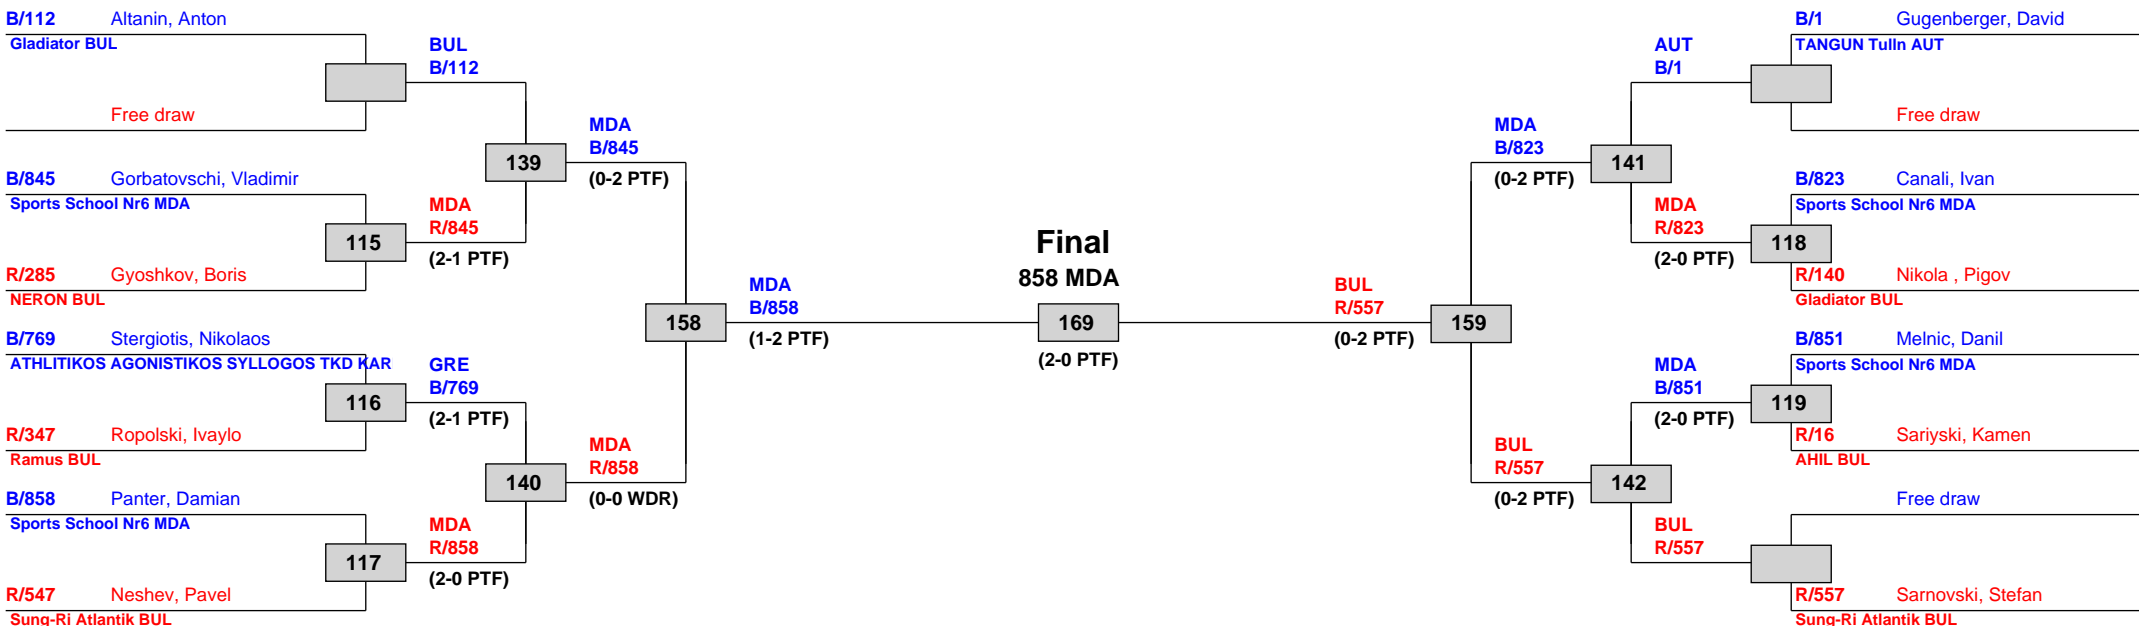 B/112 Altanin, Anton
Gladiator BUL
Free draw
B/845 Gorbatovschi, Vladimir
Sports School Nr6 MDA
115
R/285 Gyoshkov, Boris
NERON BUL
B/769 Stergiotis, Nikolaos
ATHLITIKOS AGONISTIKOS SYLLOGOS TKD KAR
116
R/347 Ropolski, Ivaylo
Ramus BUL
B/858 Panter, Damian
Sports School Nr6 MDA
117
R/547 Neshev, Pavel
Sung-Ri Atlantik BUL
BUL
B/112
139
MDA
R/845
(2-1 PTF)
GRE
B/769
(2-1 PTF)
140
MDA
R/858
(2-0 PTF)
MDA
B/845
(0-2 PTF)
158
MDA
R/858
(0-0 WDR)
MDA
B/858
(1-2 PTF)
Final
858 MDA
169
(2-0 PTF)
BUL
R/557
(0-2 PTF)
159
MDA
B/823
(0-2 PTF)
BUL
R/557
(0-2 PTF)
AUT
B/1
141
MDA
R/823
(2-0 PTF)
MDA
B/851
(2-0 PTF)
142
BUL
R/557
B/1 Gugenberger, David
TANGUN Tulln AUT
Free draw
B/823 Canali, Ivan
Sports School Nr6 MDA
118
R/140 Nikola , Pigov
Gladiator BUL
B/851 Melnic, Danil
Sports School Nr6 MDA
119
R/16 Sariyski, Kamen
AHIL BUL
Free draw
R/557 Sarnovski, Stefan
Sung-Ri Atlantik BUL